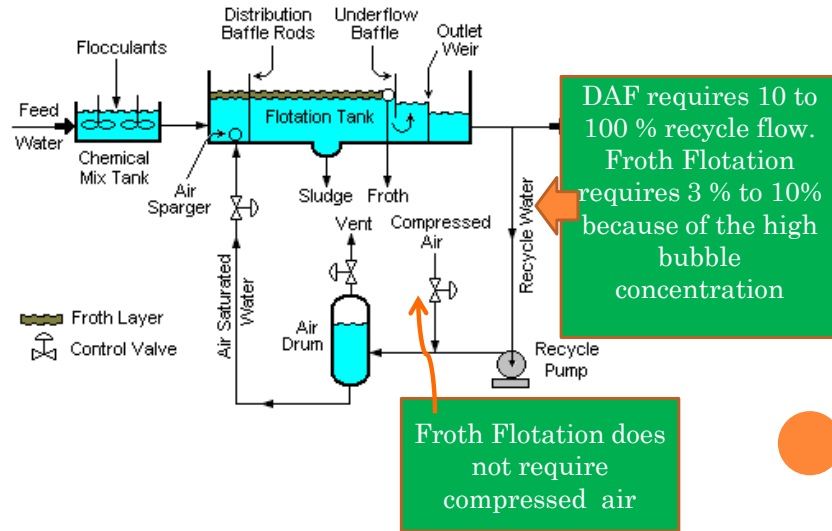 Distribution
Baffle Rods
Underflow
Baffle
Outlet
Weir
Flocculants
Feed
Water
Chemical
Mix Tank
Flotation Tank
Air
Sparger
Sludge
Froth
Vent
Compressed
Air
Recycle Water
Air Saturated
Water
Air
Drum
Recycle
Pump
Froth Layer
Control Valve
DAF requires 10 to
100 % recycle flow.
Froth Flotation
requires 3 % to 10%
because of the high
bubble
concentration
Froth Flotation does
not require
compressed air